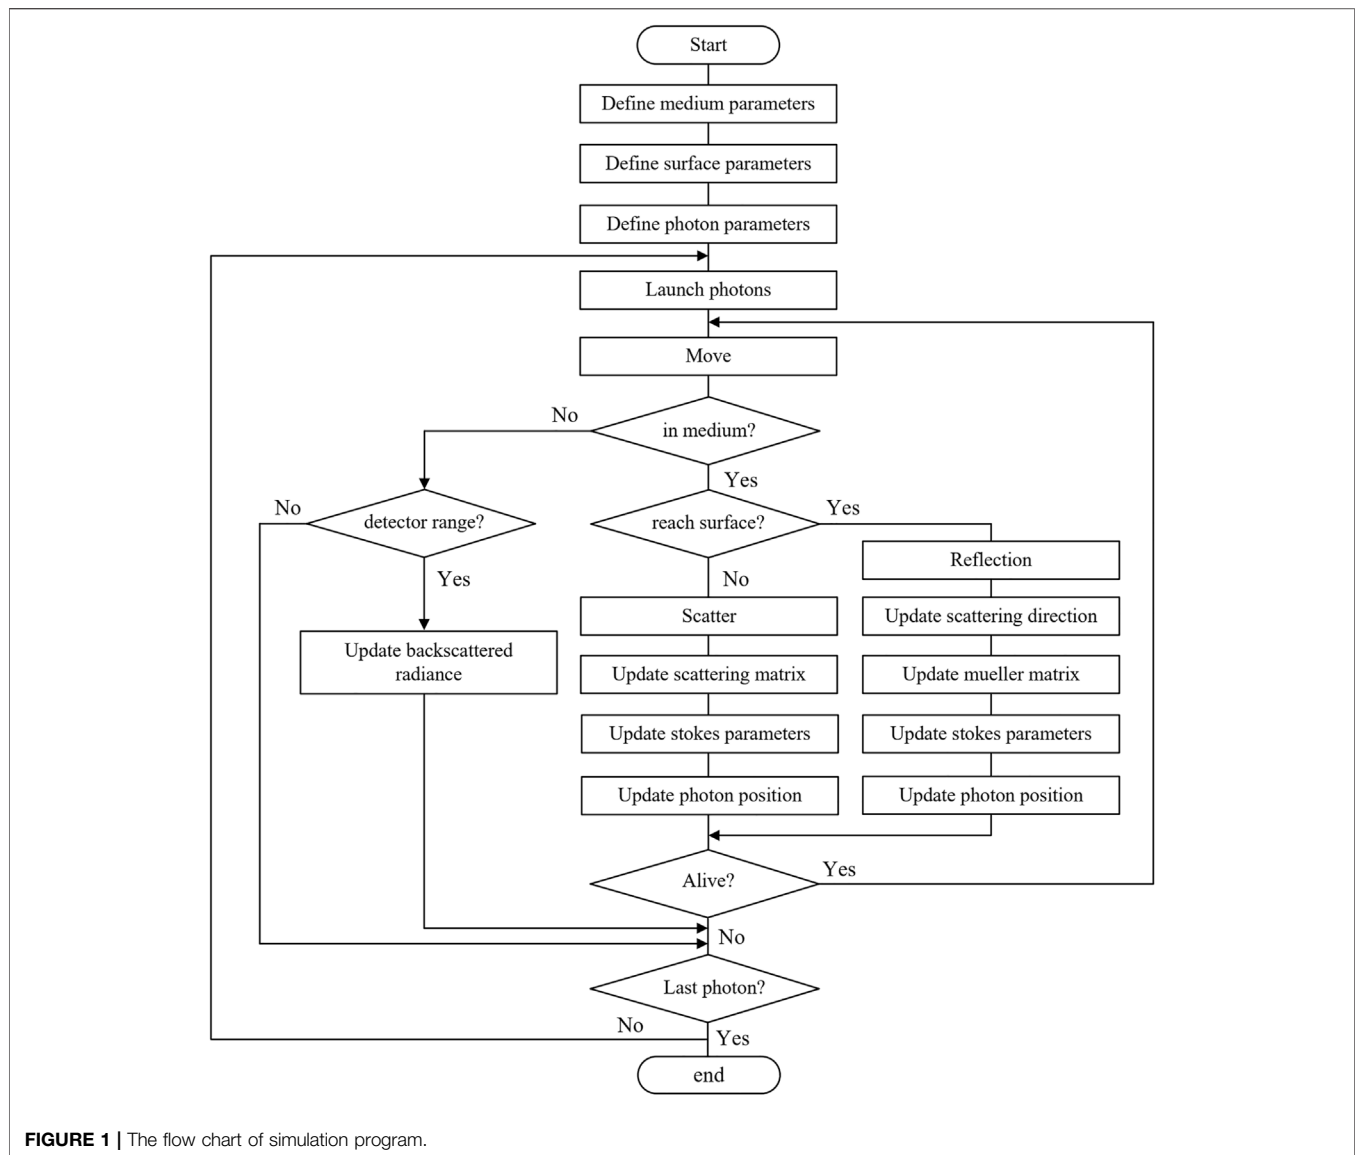 Start
Define medium parameters
Define surface parameters
Define photon parameters
Launch photons
Move
No
in medium?
Yes
No
detector range?
Yes
reach surface?
Yes
No
Reflection
Update backscattered
radiance
Scatter
Update scattering direction
Update scattering matrix
Update mueller matrix
Update stokes parameters
Update stokes parameters
Update photon position
Update photon position
Alive?
Yes
No
Last photon?
No
Yes
end
FIGURE 1 | The flow chart of simulation program.